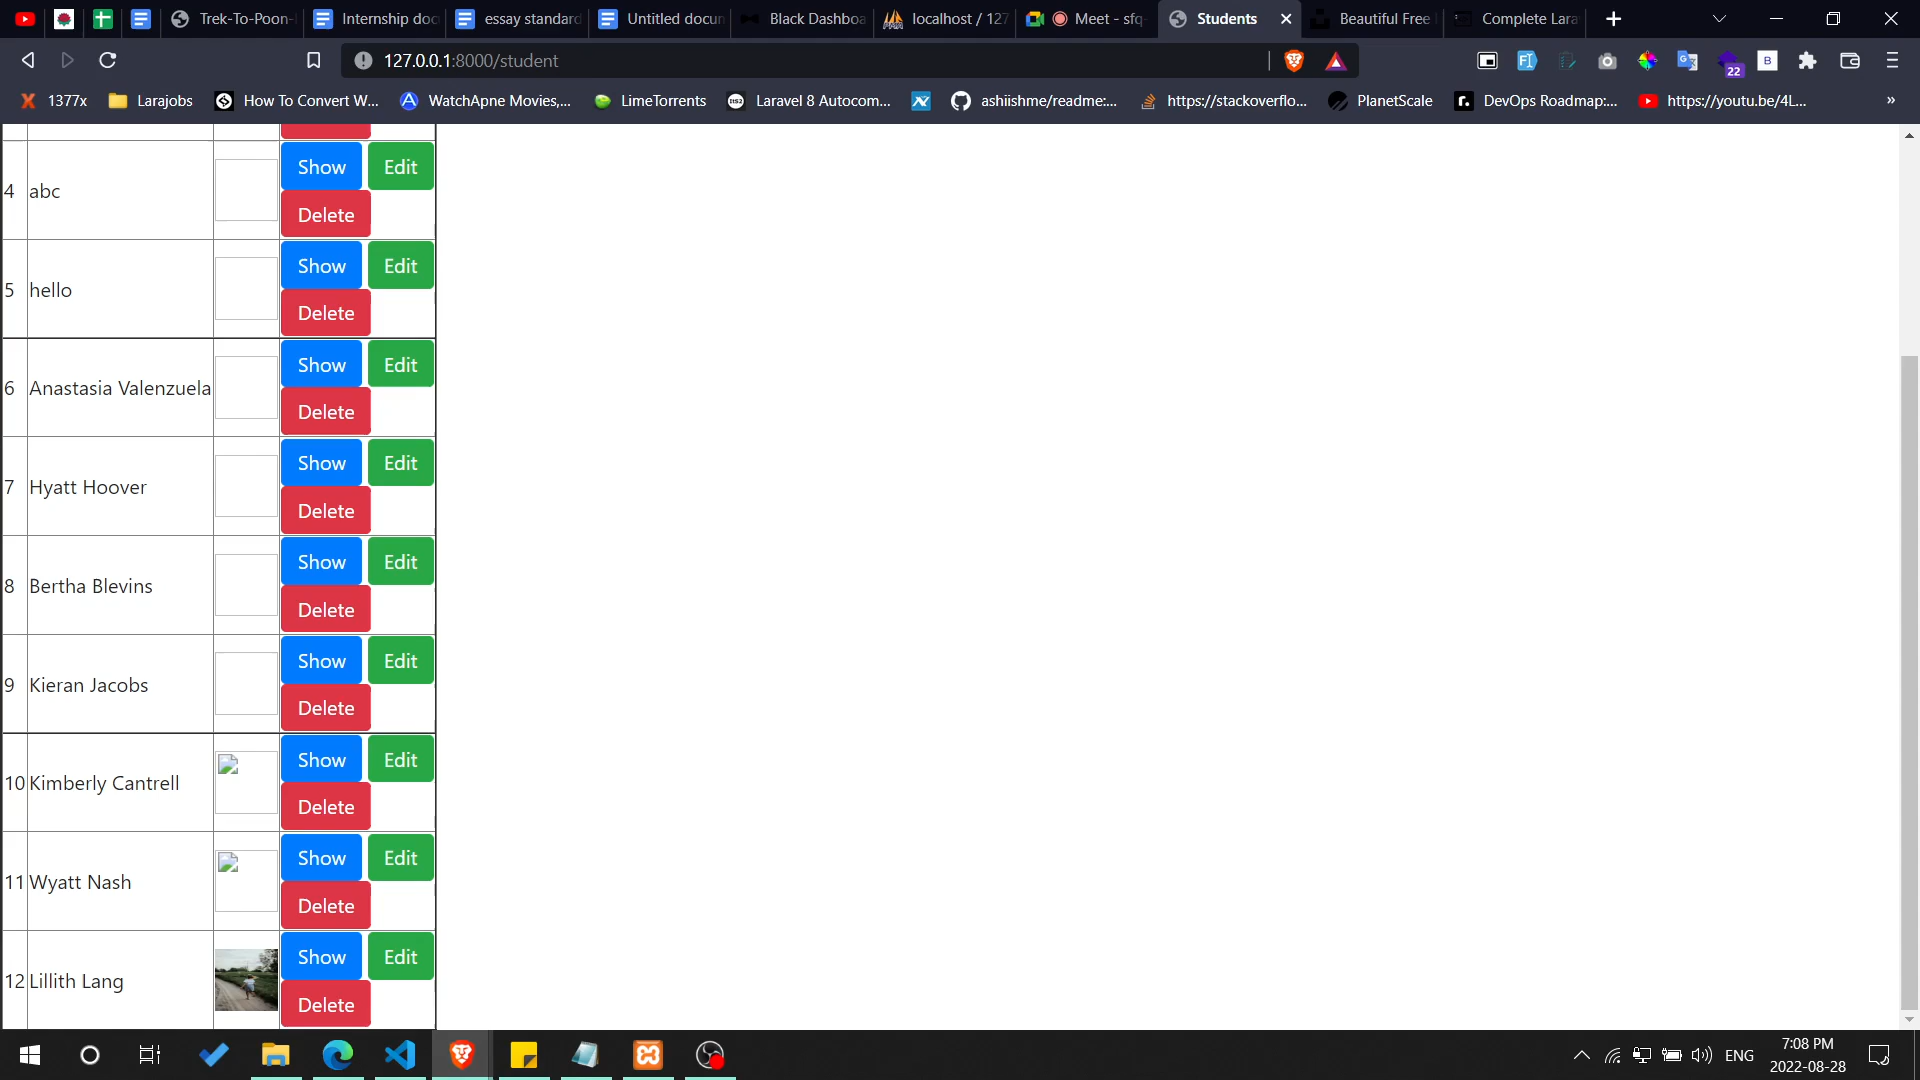 Trek-To-Poon-
Internship doc
essay standard
Untitled docun
Black Dashboa
localhost / 127
Meet - sfq-
Students
Beautiful Free
Complete Lara
127.0.0.1:8000/student
22
B
1377x
Larajobs
How To Convert W...
WatchApne Movies,...
LimeTorrents
Laravel 8 Autocom...
ashiishme/readme:...
https://stackoverflo...
PlanetScale
DevOps Roadmap:...
https://youtu.be/4L...
»
4 abc Show Edit
Delete
5 hello Show Edit
Delete
6 Anastasia Valenzuela Show Edit
Delete
7 Hyatt Hoover Show Edit
Delete
8 Bertha Blevins Show Edit
Delete
9 Kieran Jacobs Show Edit
Delete
10 Kimberly Cantrell Show Edit
Delete
11 Wyatt Nash Show Edit
Delete
12 Lillith Lang Show Edit
Delete
ENG
7:08 PM
2022-08-28